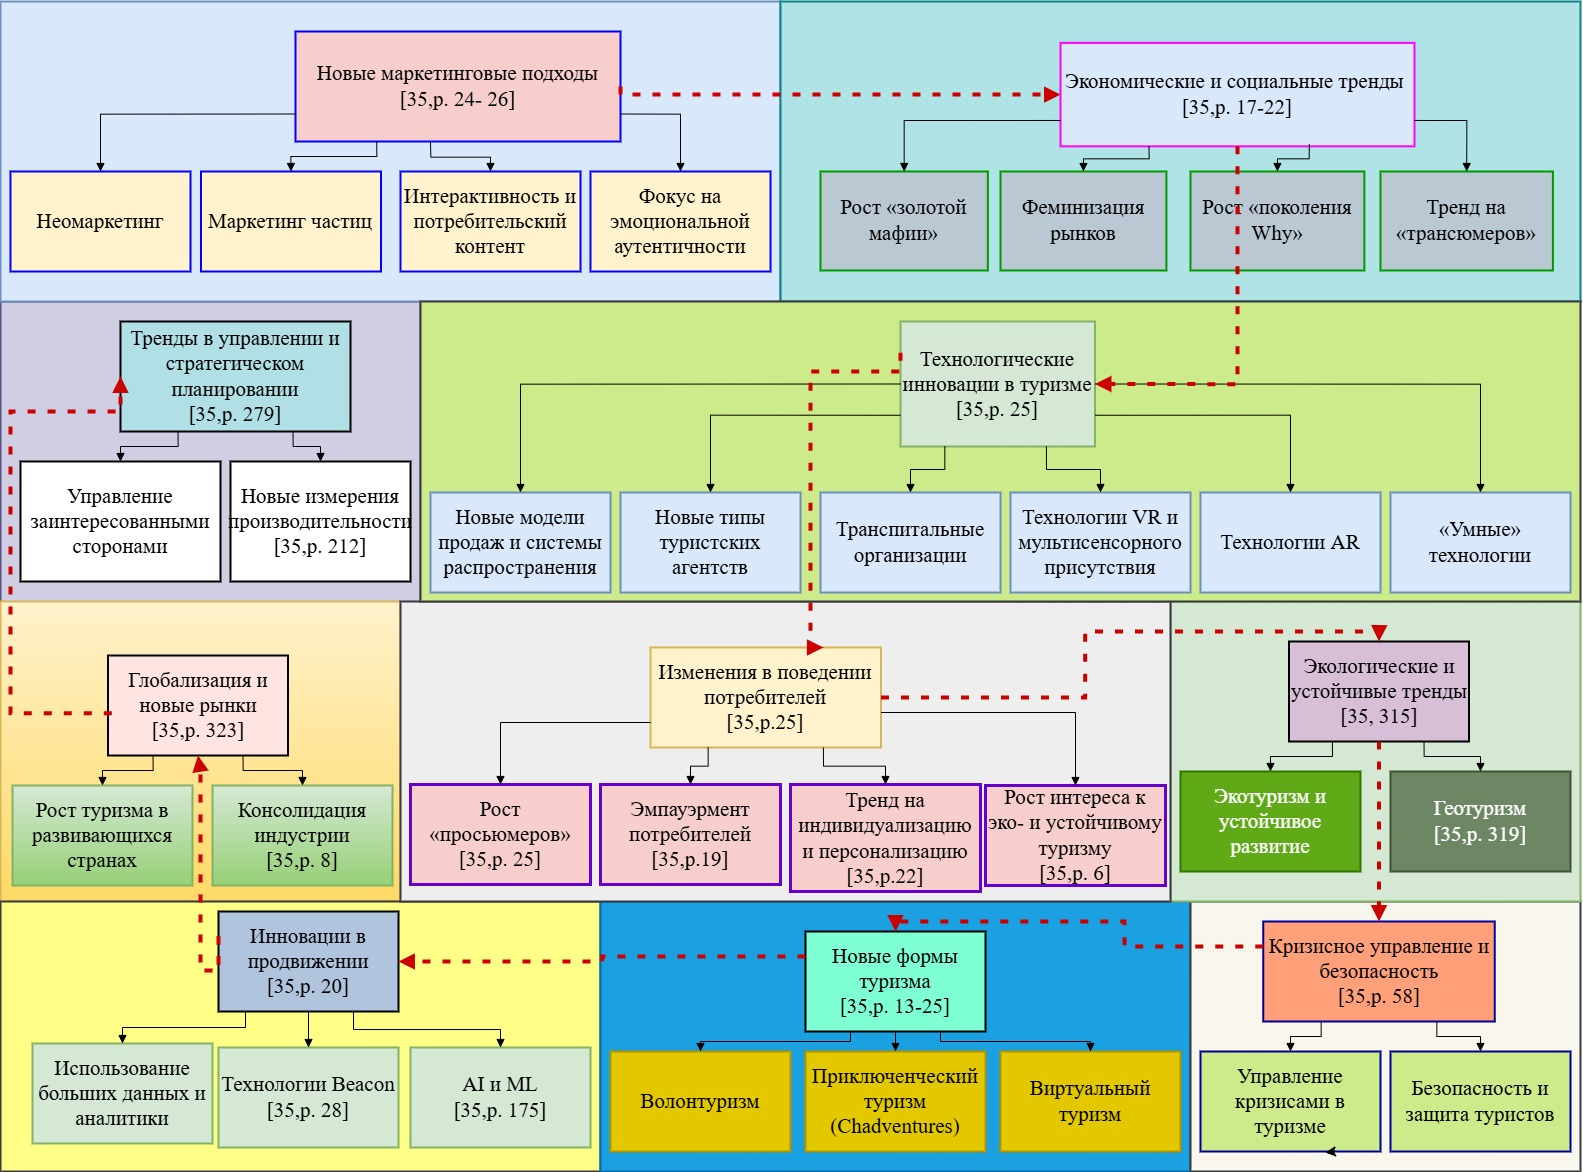 Новые маркетинговые подходы
[35,p. 24- 26]
Неомаркетинг
Маркетинг частиц
Интерактивность и
потребительский
контент
Фокус на
эмоциональной
аутентичности
Экономические и социальные тренды
[35,p. 17-22]
Рост «золотой
мафии»
Феминизация
рынков
Рост «поколения
Why»
Тренд на
«трансюмеров»
Тренды в управлении и
стратегическом
планировании
[35,p. 279]
Управление
заинтересованными
сторонами
Новые измерения
производительности
[35,p. 212]
Технологические
инновации в туризме
[35,p. 25]
Новые модели
продаж и системы
распространения
Новые типы
туристских
агентств
Транспитальные
организации
Технологии VR и
мультисенсорного
присутствия
Технологии AR
«Умные»
технологии
Глобализация и
новые рынки
[35,p. 323]
Рост туризма в
развивающихся
странах
Консолидация
индустрии
[35,p. 8]
Изменения в поведении
потребителей
[35,p.25]
Рост
«просьюмеров»
[35,p. 25]
Эмпауэрмент
потребителей
[35,p.19]
Тренд на
индивидуализацию
и персонализацию
[35,p.22]
Рост интереса к
эко- и устойчивому
туризму
[35,p. 6]
Экологические и
устойчивые тренды
[35, 315]
Экотуризм и
устойчивое
развитие
Геотуризм
[35,p. 319]
Инновации в
продвижении
[35,p. 20]
Использование
больших данных и
аналитики
Технологии Beacon
[35,p. 28]
AI и ML
[35,p. 175]
Новые формы
туризма
[35,p. 13-25]
Волонтуризм
Приключенческий
туризм
(Chadventures)
Виртуальный
туризм
Кризисное управление и
безопасность
[35,p. 58]
Управление
кризисами в
туризме
Безопасность и
защита туристов